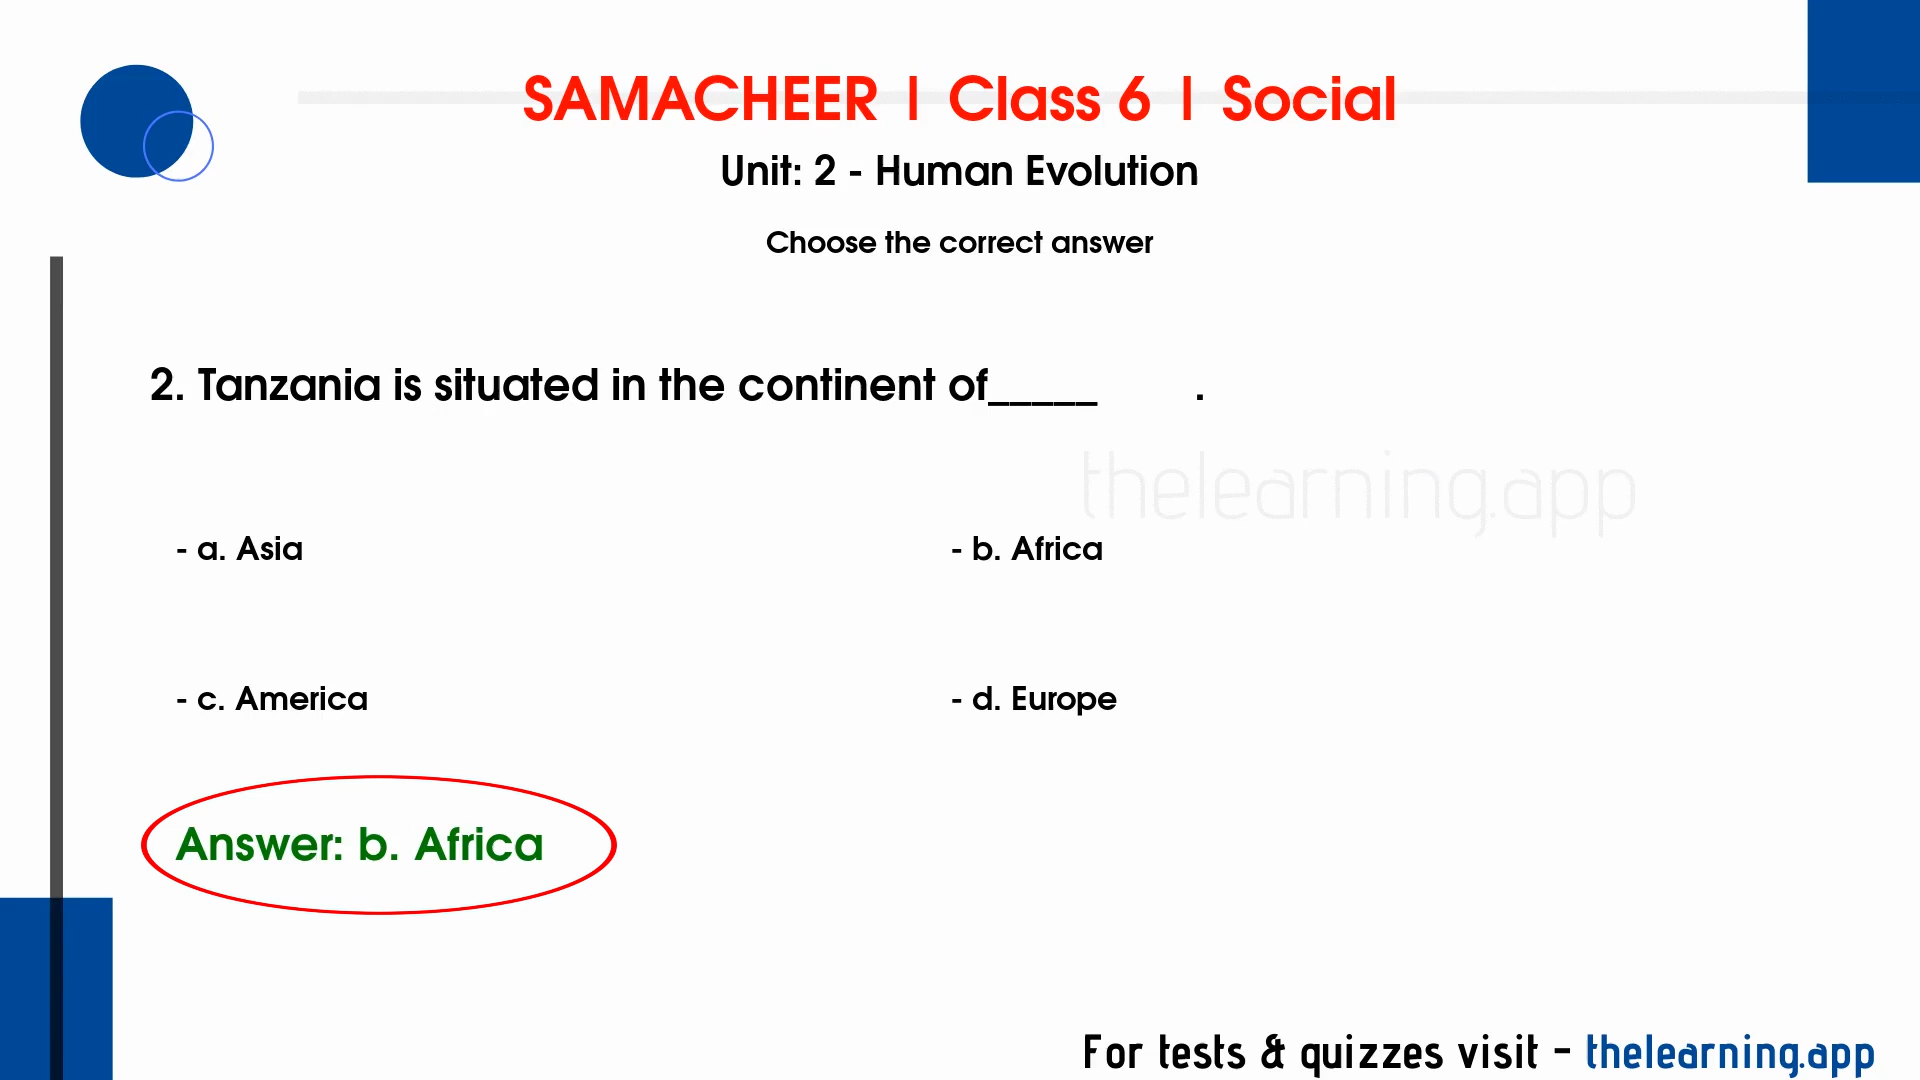 SAMACHEER | Class 6 | Social
Unit: 2 - Human Evolution
Choose the correct answer
2. Tanzania is situated in the continent of_____ .
thelearning.app
- a. Asia
- b. Africa
- c. America
- d. Europe
Answer: b. Africa
For tests & quizzes visit - thelearning.app